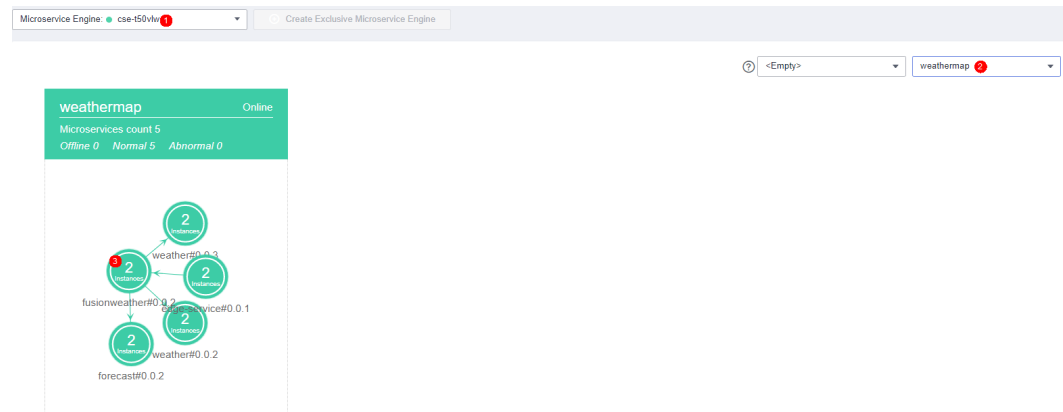 Microservice Engine: cse-t50vlw 1
Create Exclusive Microservice Engine
? <Empty>
weathermap 2
weathermap Online
Microservices count 5
Offline 0 Normal 5 Abnormal 0
2
Instances
weather#0.0.3
3
2
Instances
2
Instances
fusionweather#0.0.2
edge-service#0.0.1
2
Instances
weather#0.0.2
2
Instances
forecast#0.0.2